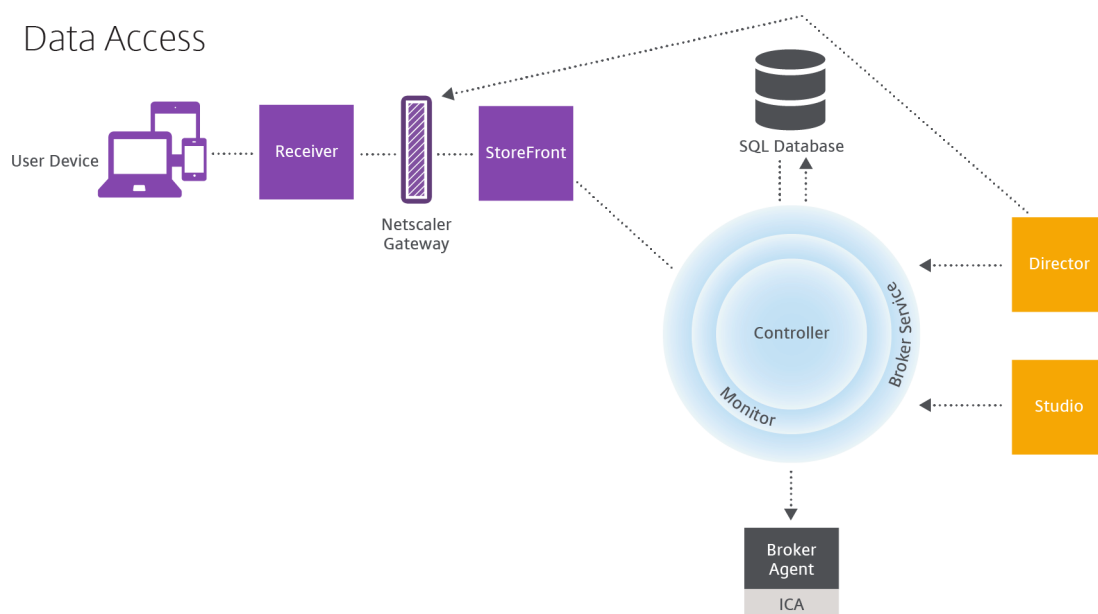 Data Access
User Device
Receiver
Netscaler
Gateway
StoreFront
SQL Database
Director
Controller
Monitor
Broker Service
Studio
Broker
Agent
ICA